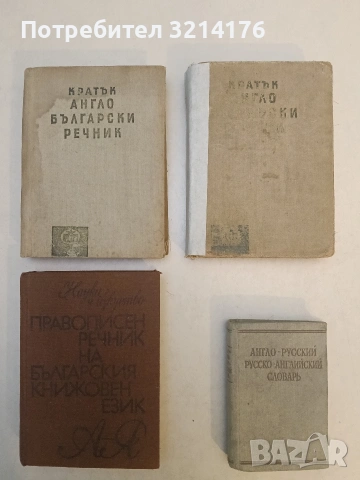 Потребител 3214176
КРАТЪК
АНГЛО
БЪЛГАРСКИ
РЕЧНИК
КРАТЪК
АНГЛО
ПРАВОПИСЕН
РЕЧНИК
НА
БЪЛГАРСКИЯ
КНИЖОВЕН
ЕЗИК
А-Я
АНГЛО-РУССКИЙ
РУССКО-АНГЛИЙСКИЙ
СЛОВАРЬ
BAZAR